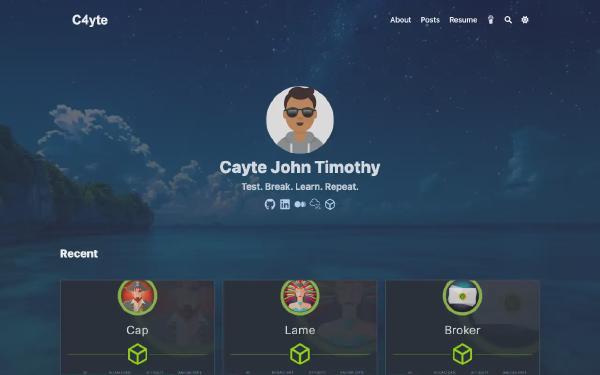 C4yte
About Posts Resume
Cayte John Timothy
Test. Break. Learn. Repeat.
Recent
Cap Lame Broker